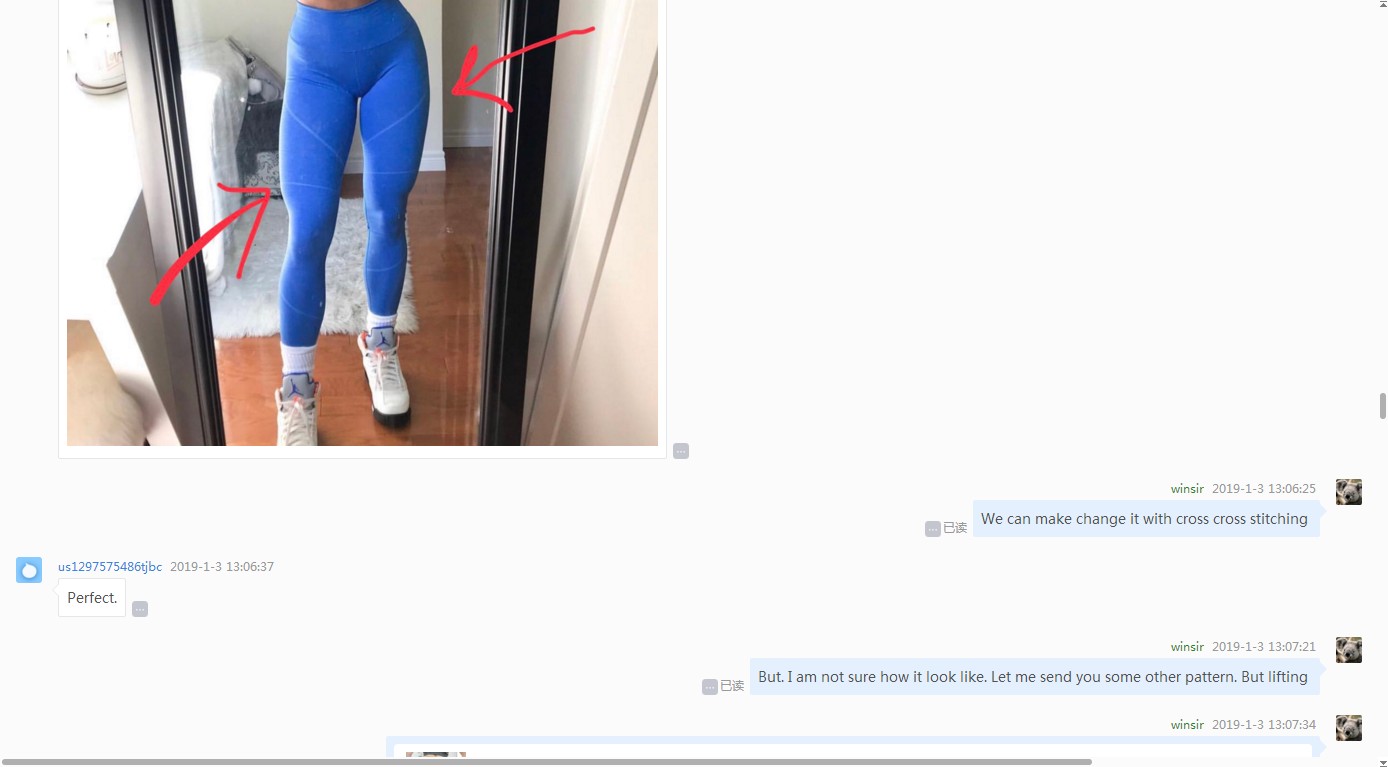 winsir 2019-1-3 13:06:25
We can make change it with cross cross stitching
已读
us1297575486tjbc 2019-1-3 13:06:37
Perfect.
winsir 2019-1-3 13:07:21
But. I am not sure how it look like. Let me send you some other pattern. But lifting
已读
winsir 2019-1-3 13:07:34